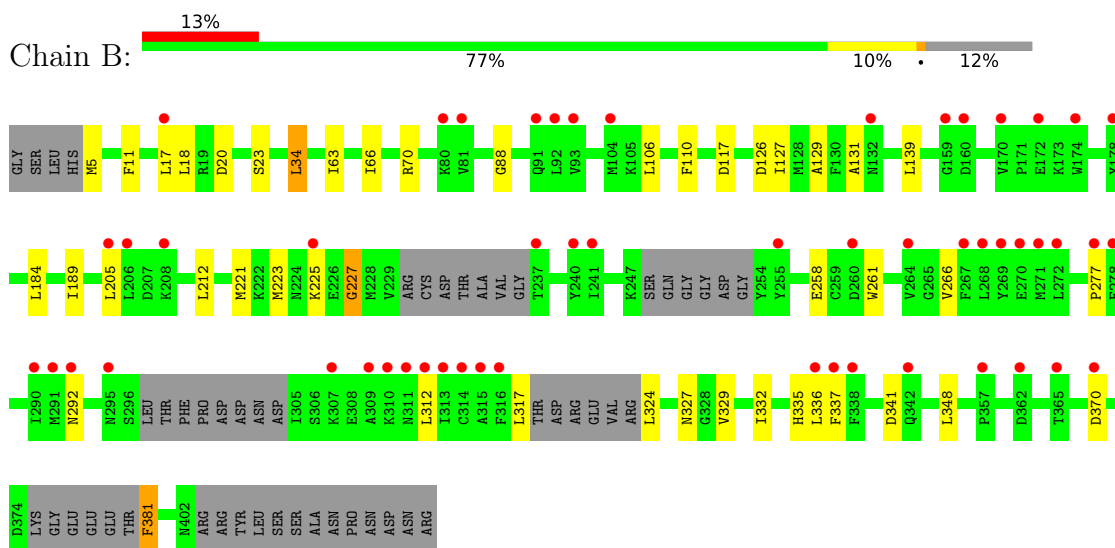 13%
Chain B:
77% 10% • 12%
GLY SER LEU HIS M5 F11 L17 L18 R19 D20 S23 L34 I63 I66 R70 K80 V81 G88 Q91 L92 V93 M104 K105 L106 F110 D117 D126 I127 M128 A129 F130 A131 N132 L139 G159 D160 V170 P171 E172 K173 W174
L184 I189 L205 L206 D207 K208 L212 M221 K222 M223 N224 K225 E226 G227 M228 V229 ARG CYS ASP THR ALA VAL GLY T237 Y240 I241 K247 SER GLN GLY GLY ASP GLY Y254 Y255 E258 C259 D260 W261 V264 G265 V266 F267 L268 Y269 E270 M271 L272 P277
I290 M291 N292 N295 S296 LEU THR PHE PRO ASP ASP ASN ASP I305 S306 K307 E308 A309 K310 N311 L312 I313 C314 A315 F316 L317 THR ASP ARG GLU VAL ARG L324 N327 G328 V329 I332 H335 L336 F337 F338 D341 Q342 L348 P357 D362 T365 D370
D374 LYS GLY GLU GLU GLU THR F381 N402 ARG ARG TYR LEU SER SER ALA ASN PRO ASN ASP ASN ARG